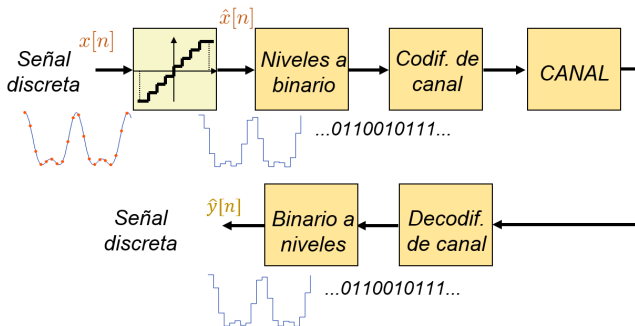 x[n]
x̂[n]
Señal
discreta
Niveles a
binario
Codif. de
canal
CANAL
...0110010111...
Señal
discreta
ŷ[n]
Binario a
niveles
Decodif.
de canal
...0110010111...